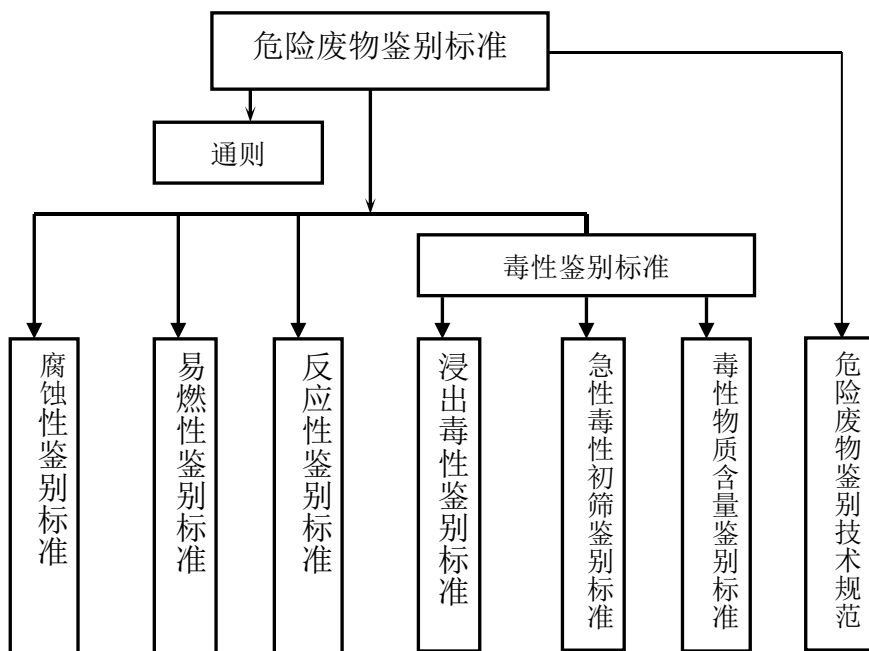 危险废物鉴别标准
通则
毒性鉴别标准
腐蚀性鉴别标准
易燃性鉴别标准
反应性鉴别标准
浸出毒性鉴别标准
急性毒性初筛鉴别标准
毒性物质含量鉴别标准
危险废物鉴别技术规范